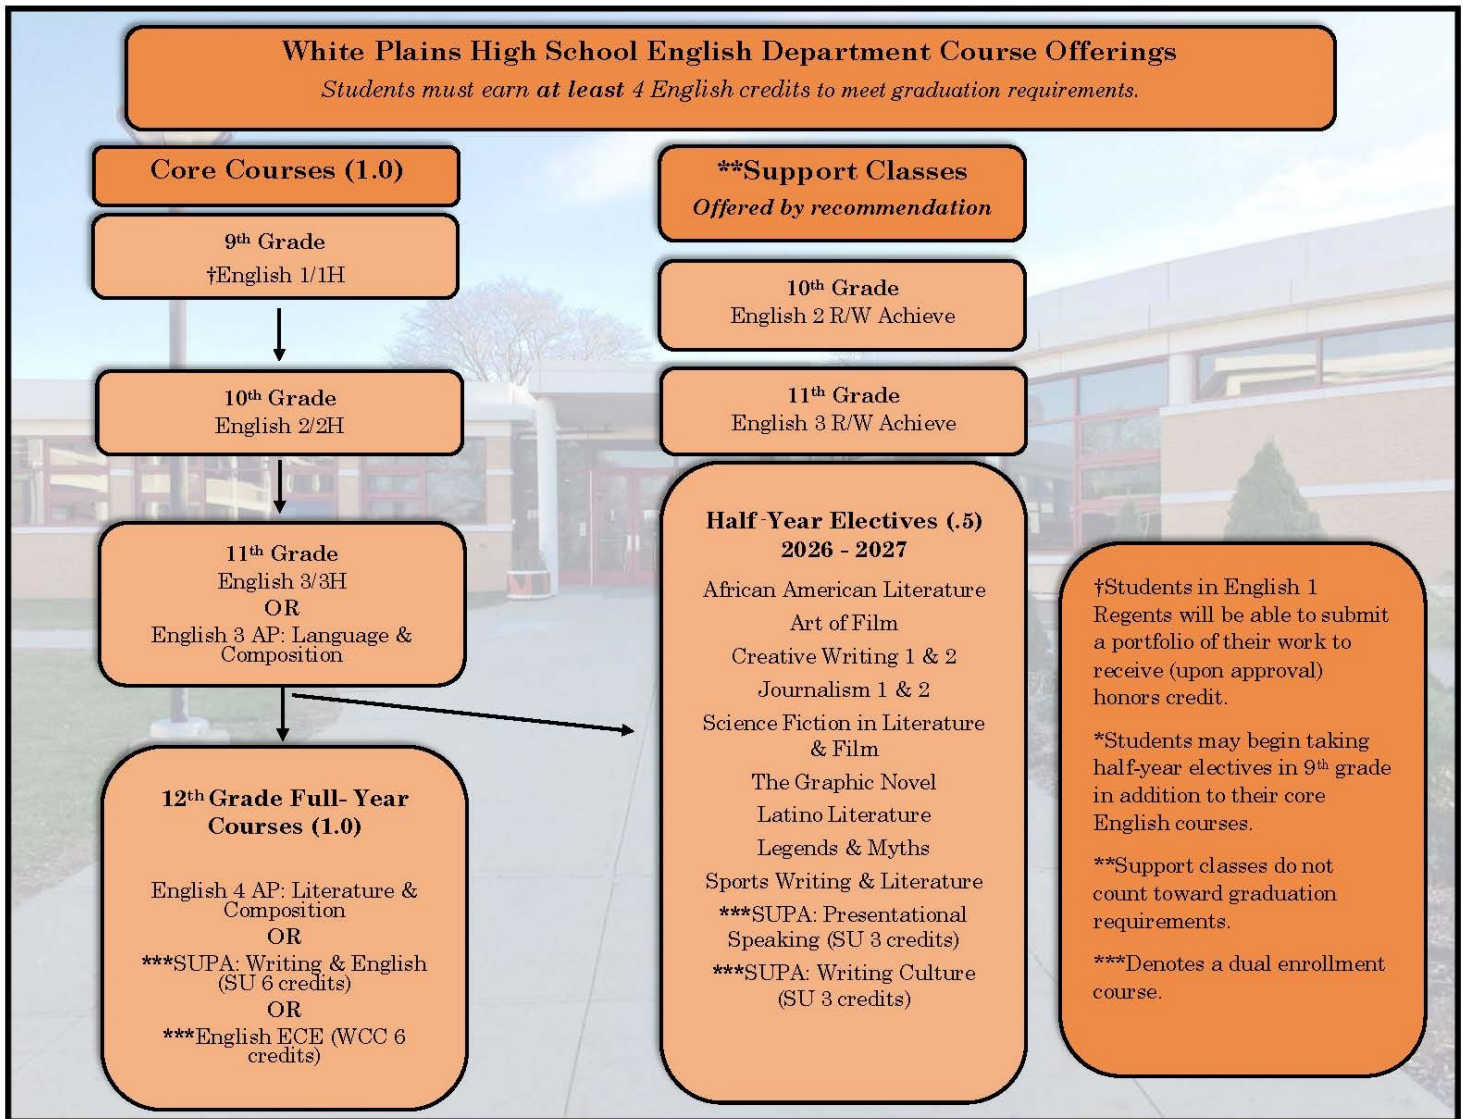 White Plains High School English Department Course Offerings
Students must earn at least 4 English credits to meet graduation requirements.
Core Courses (1.0)
9th Grade
†English 1/1H
10th Grade
English 2/2H
11th Grade
English 3/3H
OR
English 3 AP: Language &
Composition
12th Grade Full- Year
Courses (1.0)
English 4 AP: Literature &
Composition
OR
***SUPA: Writing & English
(SU 6 credits)
OR
***English ECE (WCC 6
credits)
**Support Classes
Offered by recommendation
10th Grade
English 2 R/W Achieve
11th Grade
English 3 R/W Achieve
Half-Year Electives (.5)
2026 - 2027
African American Literature
Art of Film
Creative Writing 1 & 2
Journalism 1 & 2
Science Fiction in Literature
& Film
The Graphic Novel
Latino Literature
Legends & Myths
Sports Writing & Literature
***SUPA: Presentational
Speaking (SU 3 credits)
***SUPA: Writing Culture
(SU 3 credits)
†Students in English 1
Regents will be able to submit
a portfolio of their work to
receive (upon approval)
honors credit.
*Students may begin taking
half-year electives in 9th grade
in addition to their core
English courses.
**Support classes do not
count toward graduation
requirements.
***Denotes a dual enrollment
course.